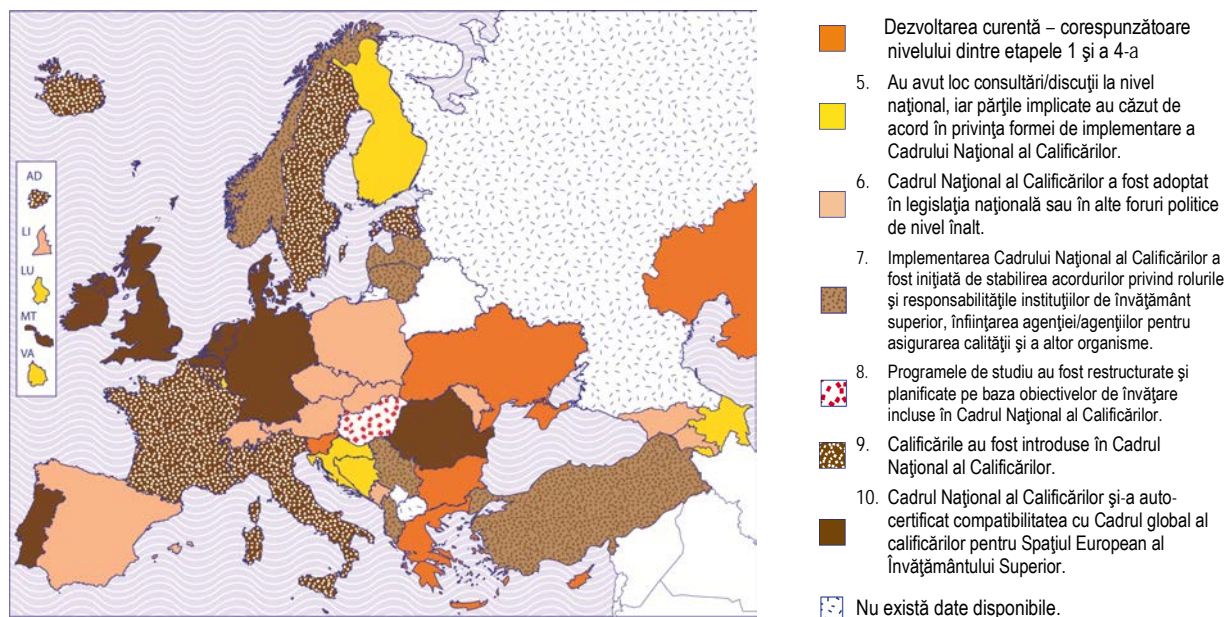 AD
LI
LU
MT
VA
Dezvoltarea curentă – corespunzătoare
nivelului dintre etapele 1 şi a 4-a
5. Au avut loc consultări/discuţii la nivel
naţional, iar părţile implicate au căzut de
acord în privinţa formei de implementare a
Cadrului Naţional al Calificărilor.
6. Cadrul Naţional al Calificărilor a fost adoptat
în legislaţia naţională sau în alte foruri politice
de nivel înalt.
7. Implementarea Cadrului Naţional al Calificărilor a
fost iniţiată de stabilirea acordurilor privind rolurile
şi responsabilităţile instituţiilor de învăţământ
superior, înfiinţarea agenţiei/agenţiilor pentru
asigurarea calităţii şi a altor organisme.
8. Programele de studiu au fost restructurate şi
planificate pe baza obiectivelor de învăţare
incluse în Cadrul Naţional al Calificărilor.
9. Calificările au fost introduse în Cadrul
Naţional al Calificărilor.
10. Cadrul Naţional al Calificărilor şi-a auto-
certificat compatibilitatea cu Cadrul global al
calificărilor pentru Spaţiul European al
Învăţământului Superior.
Nu există date disponibile.